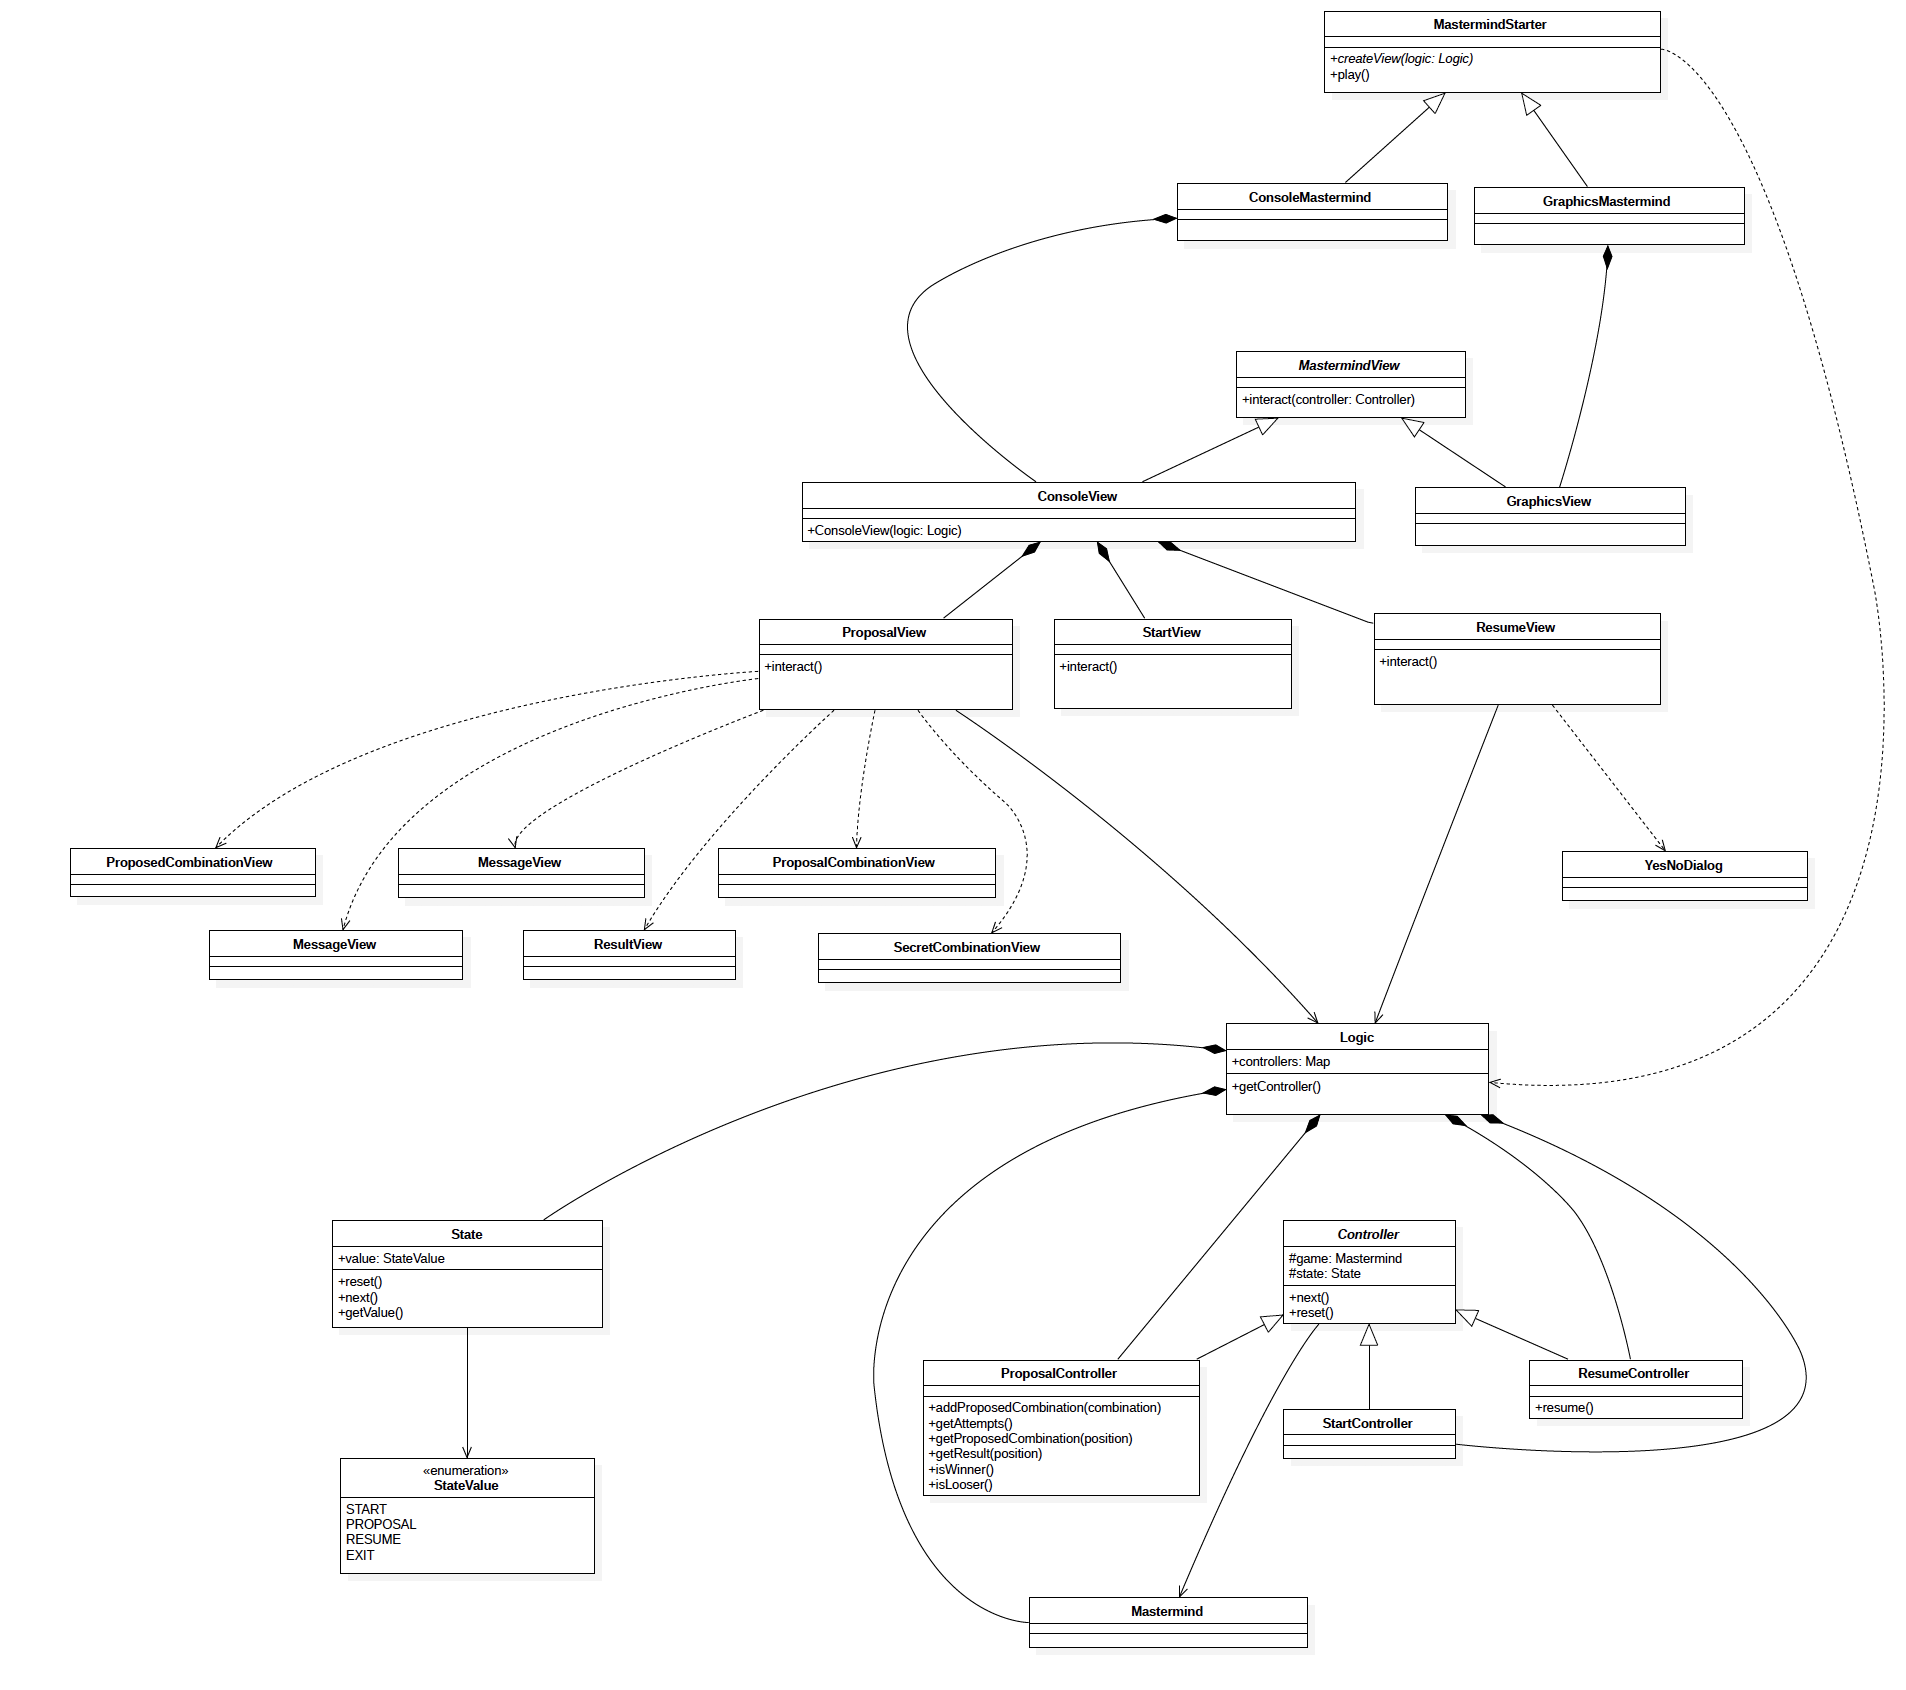 MastermindStarter
+createView(logic: Logic)
+play()
ConsoleMastermind
GraphicsMastermind
MastermindView
+interact(controller: Controller)
ConsoleView
+ConsoleView(logic: Logic)
GraphicsView
ProposalView
+interact()
StartView
+interact()
ResumeView
+interact()
ProposedCombinationView
MessageView
ProposalCombinationView
YesNoDialog
MessageView
ResultView
SecretCombinationView
Logic
+controllers: Map
+getController()
State
+value: StateValue
+reset()
+next()
+getValue()
Controller
#game: Mastermind
#state: State
+next()
+reset()
ProposalController
+addProposedCombination(combination)
+getAttempts()
+getProposedCombination(position)
+getResult(position)
+isWinner()
+isLooser()
StartController
ResumeController
+resume()
«enumeration»
StateValue
START
PROPOSAL
RESUME
EXIT
Mastermind